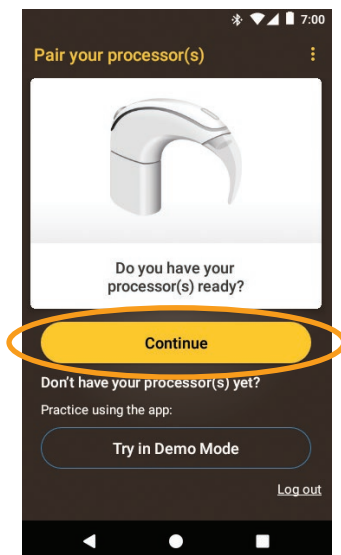 7:00
Pair your processor(s)
Do you have your
processor(s) ready?
Continue
Don't have your processor(s) yet?
Practice using the app:
Try in Demo Mode
Log out